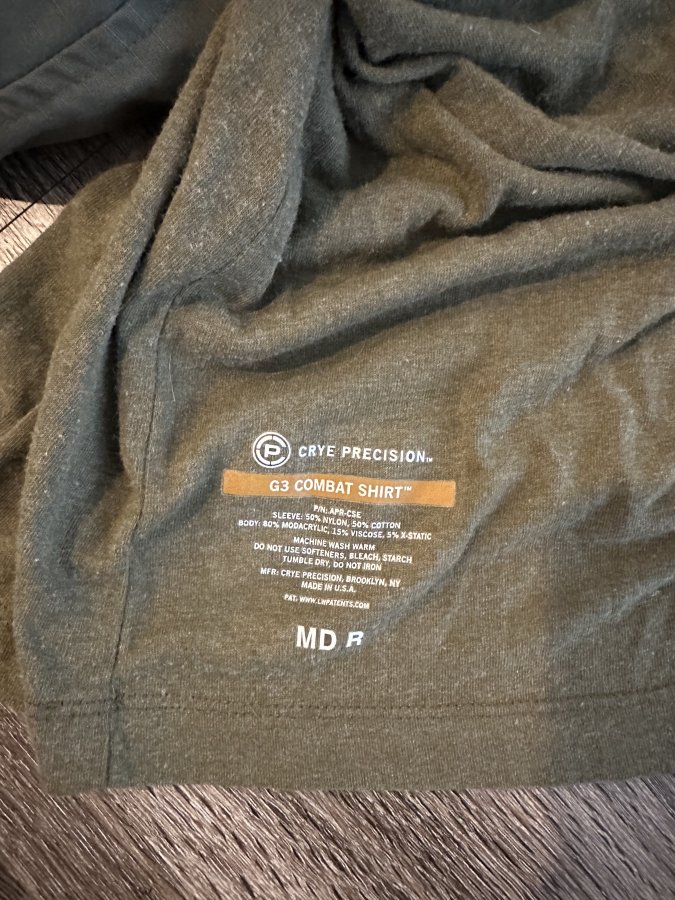 CP
CRYE PRECISION™
G3 COMBAT SHIRT™
P/N: APR-CSE
SLEEVE: 50% NYLON, 50% COTTON
BODY: 80% MODACRYLIC, 15% VISCOSE, 5% X-STATIC
MACHINE WASH WARM
DO NOT USE SOFTENERS, BLEACH, STARCH
TUMBLE DRY, DO NOT IRON
MFR: CRYE PRECISION, BROOKLYN, NY
MADE IN U.S.A.
PAT: WWW.LWPATENTS.COM
MD R